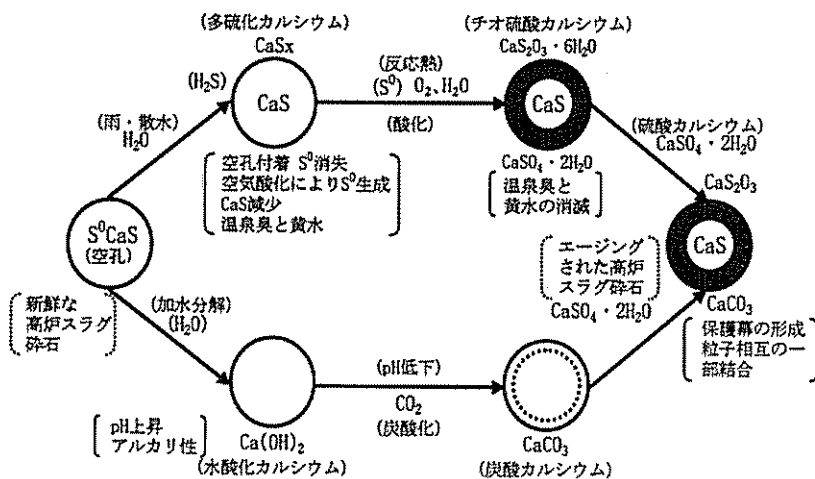 (多硫化カルシウム)
CaSx
(H₂S)
CaS
(雨・散水)
H₂O
空孔付着 S⁰消失
空気酸化によりS⁰生成
CaS減少
温泉臭と黄水
(反応熱)
(S⁰) O₂、H₂O
(酸化)
(チオ硫酸カルシウム)
CaS₂O₃・6H₂O
CaS
CaSO₄・2H₂O
温泉臭と
黄水の消滅
(硫酸カルシウム)
CaSO₄・2H₂O
CaS₂O₃
CaS
CaCO₃
保護幕の形成
粒子相互の一
部結合
エージング
された高炉
スラグ砕石
CaSO₄・2H₂O
S⁰CaS
(空孔)
新鮮な
高炉スラグ
砕石
(加水分解)
(H₂O)
pH上昇
アルカリ性
Ca(OH)₂
(水酸化カルシウム)
(pH低下)
CO₂
(炭酸化)
CaCO₃
(炭酸カルシウム)